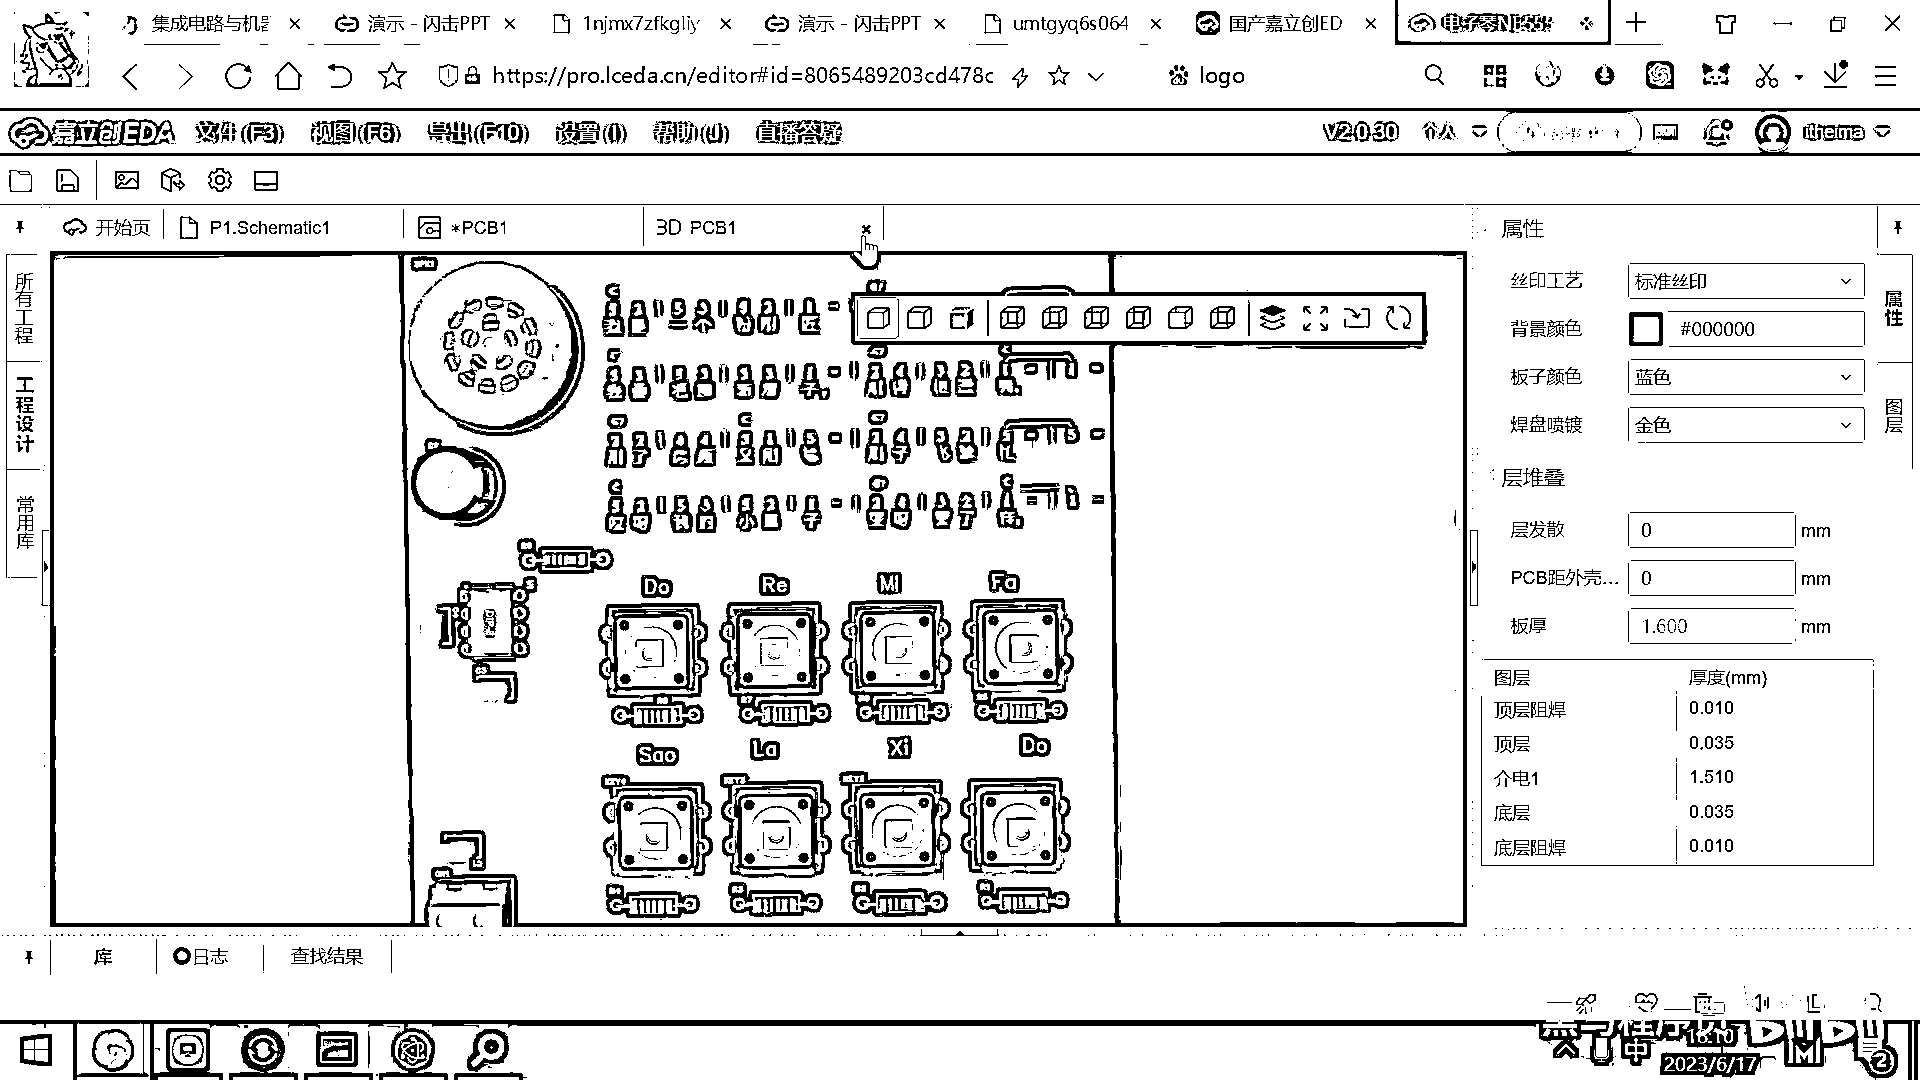 集成电路与机器
演示 - 闪击PPT
1njmx7zfkgliy
演示 - 闪击PPT
umtgyq6s064
国产嘉立创ED
电子琴NE555
https://pro.lceda.cn/editor#id=8065489203cd478c
logo
嘉立创EDA
文件(F3)
视图(F6)
导出(F10)
设置(I)
帮助(J)
直播答疑
V2.0.30
个人
itheima
开始页
P1.Schematic1
*PCB1
3D PCB1
属性
所有工程
工程设计
常用库
丝印工艺
标准丝印
背景颜色
#000000
板子颜色
蓝色
焊盘喷镀
金色
属性
图层
层堆叠
层发散
0
mm
PCB距外壳...
0
mm
板厚
1.600
mm
图层
厚度(mm)
顶层阻焊
0.010
顶层
0.035
介电1
1.510
底层
0.035
底层阻焊
0.010
Do
Re
Mi
Fa
Sao
La
Xi
Do
库
日志
查找结果
中
16:10
2023/6/17
2